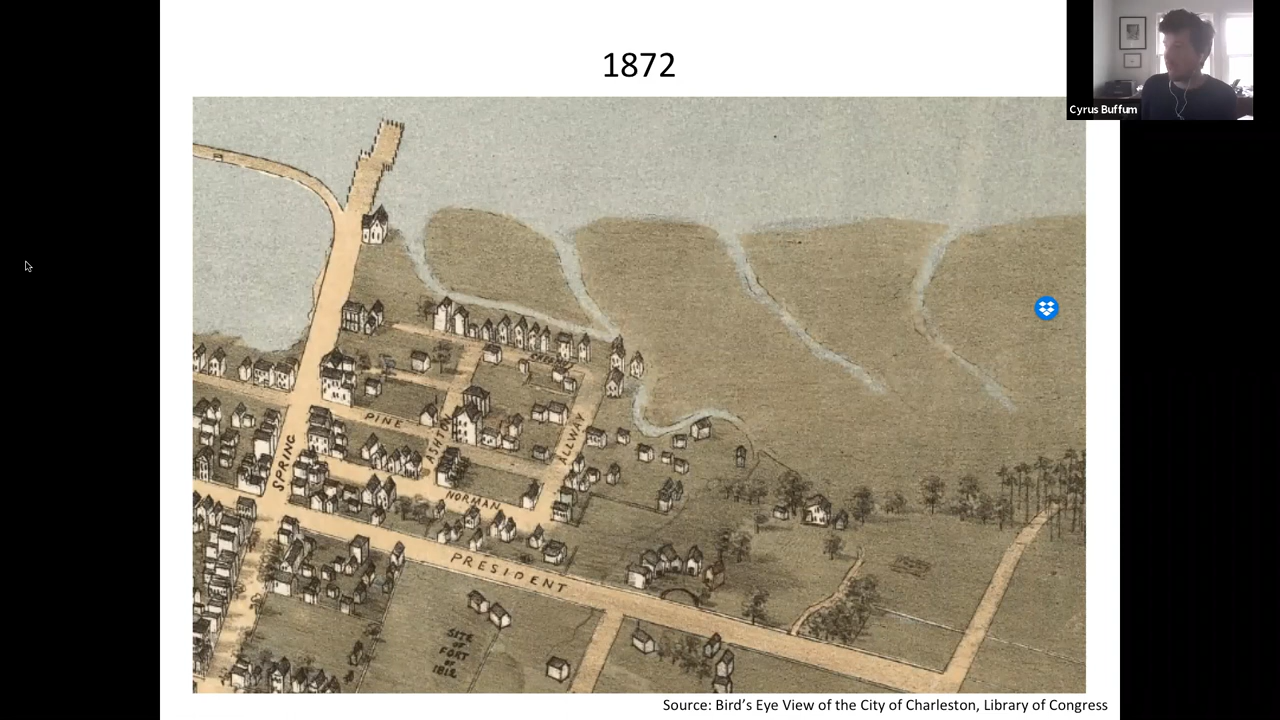 1872
Cyrus Buffum
PINE
ASHTON
ALLWAY
SPRING
NORMAN
PRESIDENT
SITE
OF
FORT
OF
1812
Source: Bird's Eye View of the City of Charleston, Library of Congress